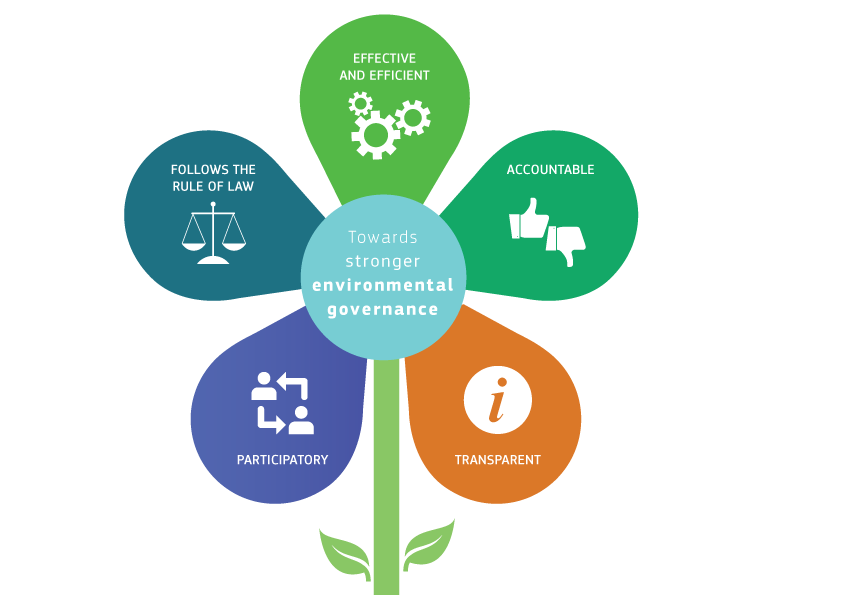 EFFECTIVE
AND EFFICIENT
FOLLOWS THE
RULE OF LAW
ACCOUNTABLE
Towards
stronger
environmental
governance
i
PARTICIPATORY
TRANSPARENT